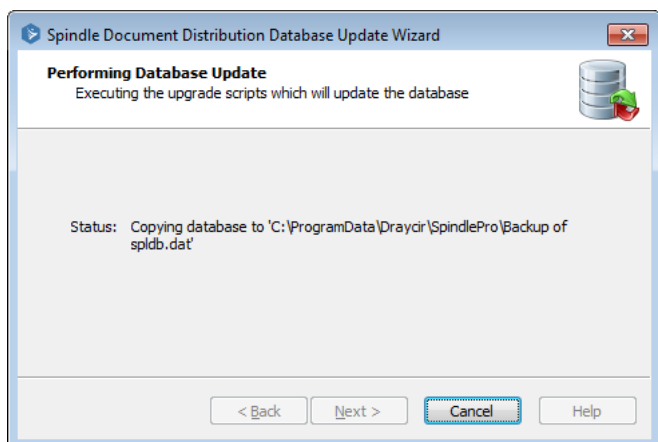 Spindle Document Distribution Database Update Wizard
Performing Database Update
Executing the upgrade scripts which will update the database
Status: Copying database to 'C:\ProgramData\Draycir\SpindlePro\Backup of
spldb.dat'
< Back Next > Cancel Help